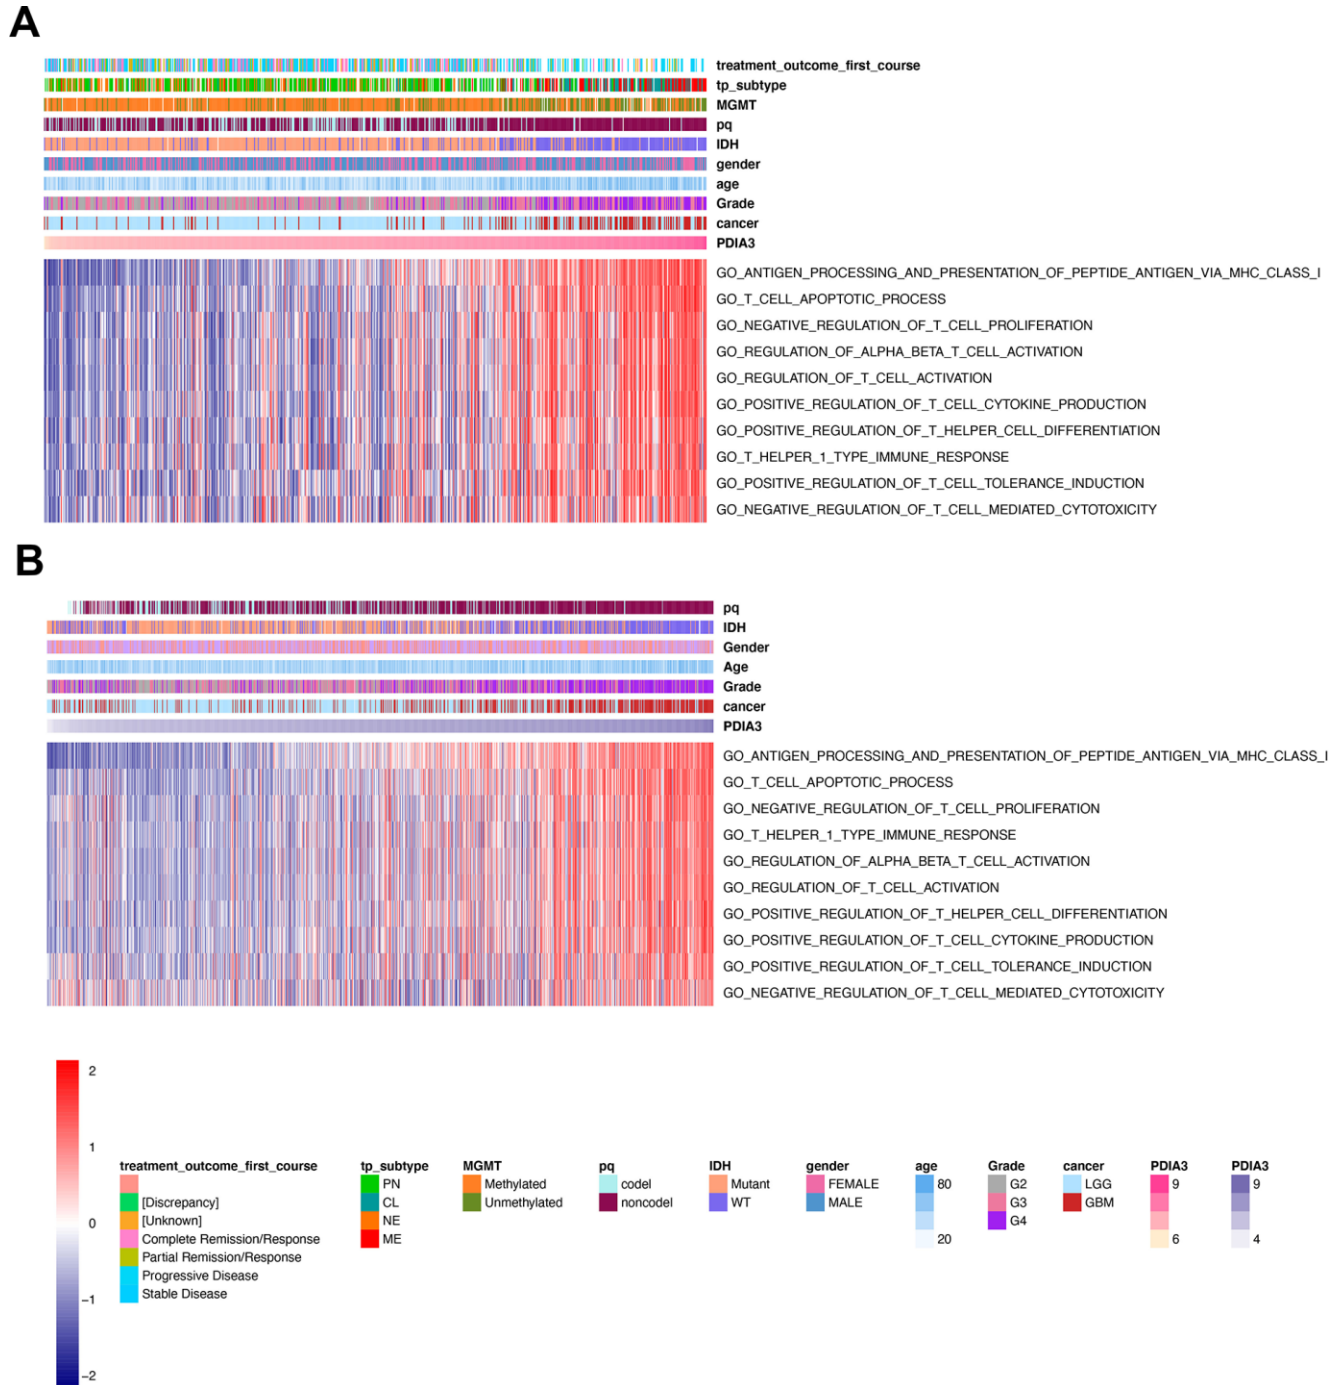 A
treatment_outcome_first_course
tp_subtype
MGMT
pq
IDH
gender
age
Grade
cancer
PDIA3
GO_ANTIGEN_PROCESSING_AND_PRESENTATION_OF_PEPTIDE_ANTIGEN_VIA_MHC_CLASS_I
GO_T_CELL_APOPTOTIC_PROCESS
GO_NEGATIVE_REGULATION_OF_T_CELL_PROLIFERATION
GO_REGULATION_OF_ALPHA_BETA_T_CELL_ACTIVATION
GO_REGULATION_OF_T_CELL_ACTIVATION
GO_POSITIVE_REGULATION_OF_T_CELL_CYTOKINE_PRODUCTION
GO_POSITIVE_REGULATION_OF_T_HELPER_CELL_DIFFERENTIATION
GO_T_HELPER_1_TYPE_IMMUNE_RESPONSE
GO_POSITIVE_REGULATION_OF_T_CELL_TOLERANCE_INDUCTION
GO_NEGATIVE_REGULATION_OF_T_CELL_MEDIATED_CYTOTOXICITY
B
pq
IDH
Gender
Age
Grade
cancer
PDIA3
GO_ANTIGEN_PROCESSING_AND_PRESENTATION_OF_PEPTIDE_ANTIGEN_VIA_MHC_CLASS_I
GO_T_CELL_APOPTOTIC_PROCESS
GO_NEGATIVE_REGULATION_OF_T_CELL_PROLIFERATION
GO_T_HELPER_1_TYPE_IMMUNE_RESPONSE
GO_REGULATION_OF_ALPHA_BETA_T_CELL_ACTIVATION
GO_REGULATION_OF_T_CELL_ACTIVATION
GO_POSITIVE_REGULATION_OF_T_HELPER_CELL_DIFFERENTIATION
GO_POSITIVE_REGULATION_OF_T_CELL_CYTOKINE_PRODUCTION
GO_POSITIVE_REGULATION_OF_T_CELL_TOLERANCE_INDUCTION
GO_NEGATIVE_REGULATION_OF_T_CELL_MEDIATED_CYTOTOXICITY
2
1
0
−1
−2
treatment_outcome_first_course
[Discrepancy]
[Unknown]
Complete Remission/Response
Partial Remission/Response
Progressive Disease
Stable Disease
tp_subtype
PN
CL
NE
ME
MGMT
Methylated
Unmethylated
pq
codel
noncodel
IDH
Mutant
WT
gender
FEMALE
MALE
age
80
20
Grade
G2
G3
G4
cancer
LGG
GBM
PDIA3
9
6
PDIA3
9
4